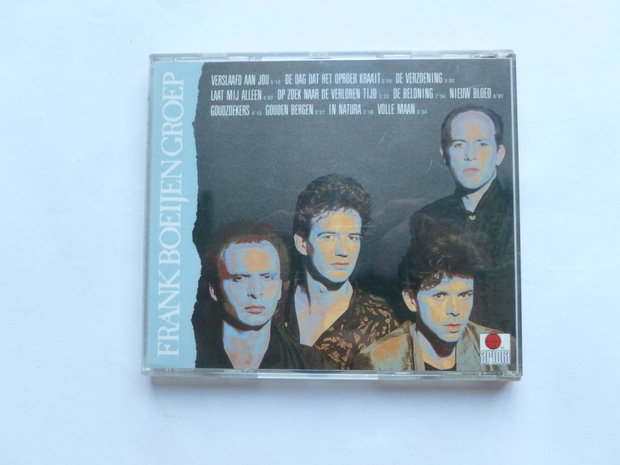 FRANK BOEIJEN GROEP
VERSLAAFD AAN JOU DE DAG DAT HET OPROER KRAAIT DE VERZOENING
LAAT MIJ ALLEEN OP ZOEK NAAR DE VERLOREN TIJD DE BELONING NIEUW BLOED
GOUDZOEKERS GOUDEN BERGEN IN NATURA VOLLE MAAN
ariola